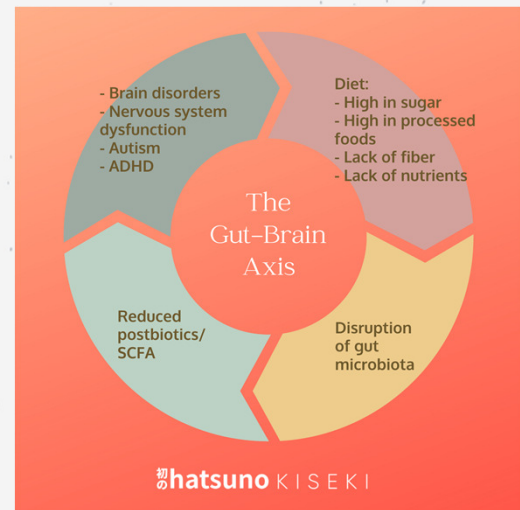 - Brain disorders
- Nervous system
dysfunction
- Autism
- ADHD
Diet:
- High in sugar
- High in processed
foods
- Lack of fiber
- Lack of nutrients
The
Gut-Brain
Axis
Reduced
postbiotics/
SCFA
Disruption
of gut
microbiota
初の hatsuno KISEKI